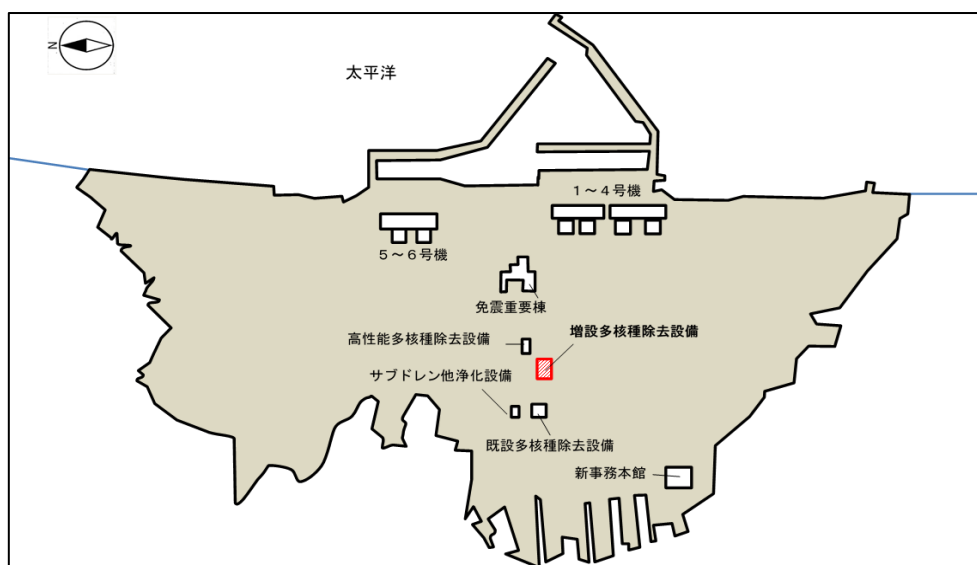 N
太平洋
1～4号機
5～6号機
免震重要棟
増設多核種除去設備
高性能多核種除去設備
サブドレン他浄化設備
既設多核種除去設備
新事務本館